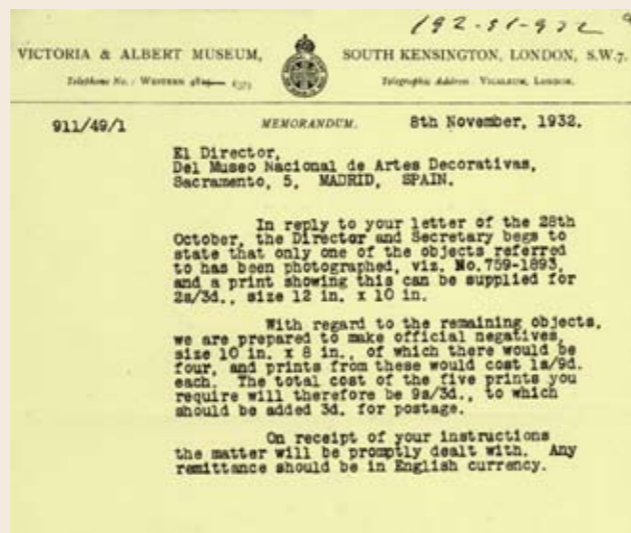 VICTORIA & ALBERT MUSEUM, SOUTH KENSINGTON, LONDON, S.W.7.
Telephone No.: WESTERN 6371 Telegraphic Address VICALEUM, LONDON.
911/49/1 MEMORANDUM. 8th November, 1932.
El Director,
Del Museo Nacional de Artes Decorativas,
Sacramento, 5, MADRID, SPAIN.
In reply to your letter of the 28th
October, the Director and Secretary begs to
state that only one of the objects referred
to has been photographed, viz. No.759-1893,
and a print showing this can be supplied for
2s/3d., size 12 in. x 10 in.
With regard to the remaining objects,
we are prepared to make official negatives,
size 10 in. x 8 in., of which there would be
four, and prints from these would cost 1s/9d.
each. The total cost of the five prints you
require will therefore be 9s/3d., to which
should be added 3d. for postage.
On receipt of your instructions
the matter will be promptly dealt with. Any
remittance should be in English currency.